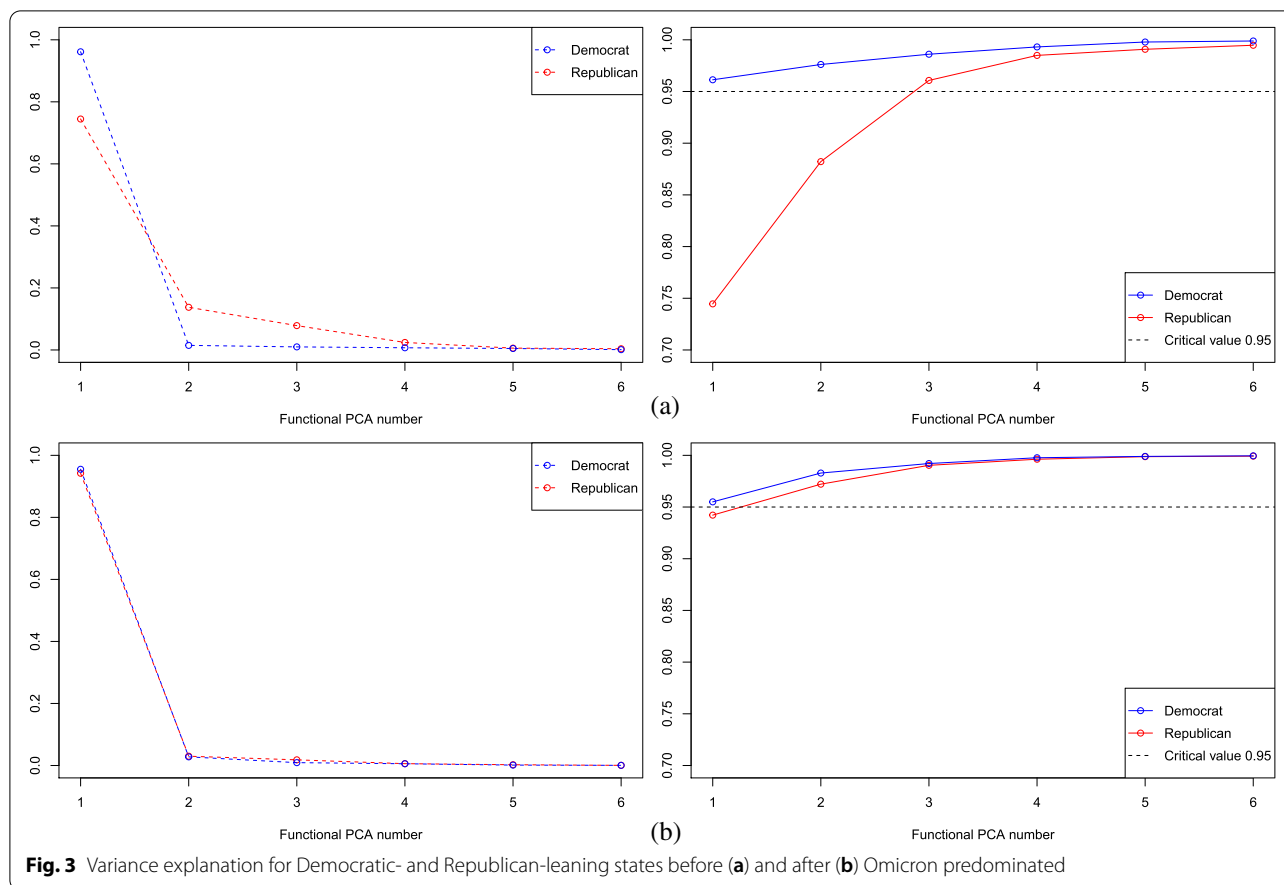 1.0
0.8
0.6
0.4
0.2
0.0
Democrat
Republican
1 2 3 4 5 6
Functional PCA number
1.00
0.95
0.90
0.85
0.80
0.75
0.70
Democrat
Republican
Critical value 0.95
1 2 3 4 5 6
Functional PCA number
(a)
1.0
0.8
0.6
0.4
0.2
0.0
Democrat
Republican
1 2 3 4 5 6
Functional PCA number
1.00
0.95
0.90
0.85
0.80
0.75
0.70
Democrat
Republican
Critical value 0.95
1 2 3 4 5 6
Functional PCA number
(b)
Fig. 3 Variance explanation for Democratic- and Republican-leaning states before (a) and after (b) Omicron predominated